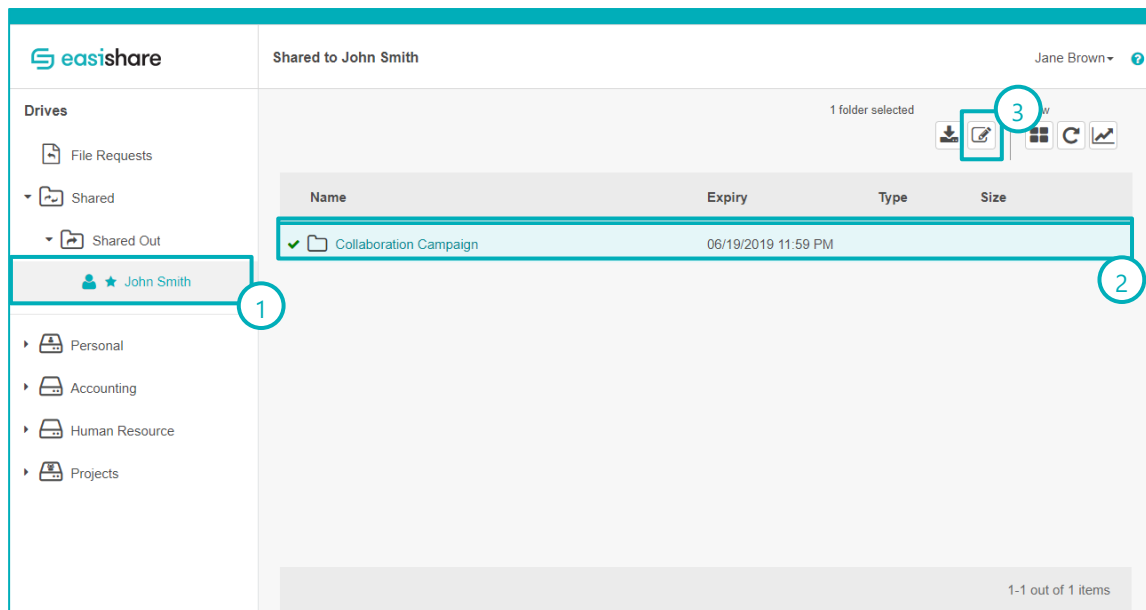 easishare
Shared to John Smith
Jane Brown
?
Drives
1 folder selected
3
w
File Requests
Shared
Name Expiry Type Size
Shared Out
Collaboration Campaign 06/19/2019 11:59 PM
John Smith
2
1
Personal
Accounting
Human Resource
Projects
1-1 out of 1 items